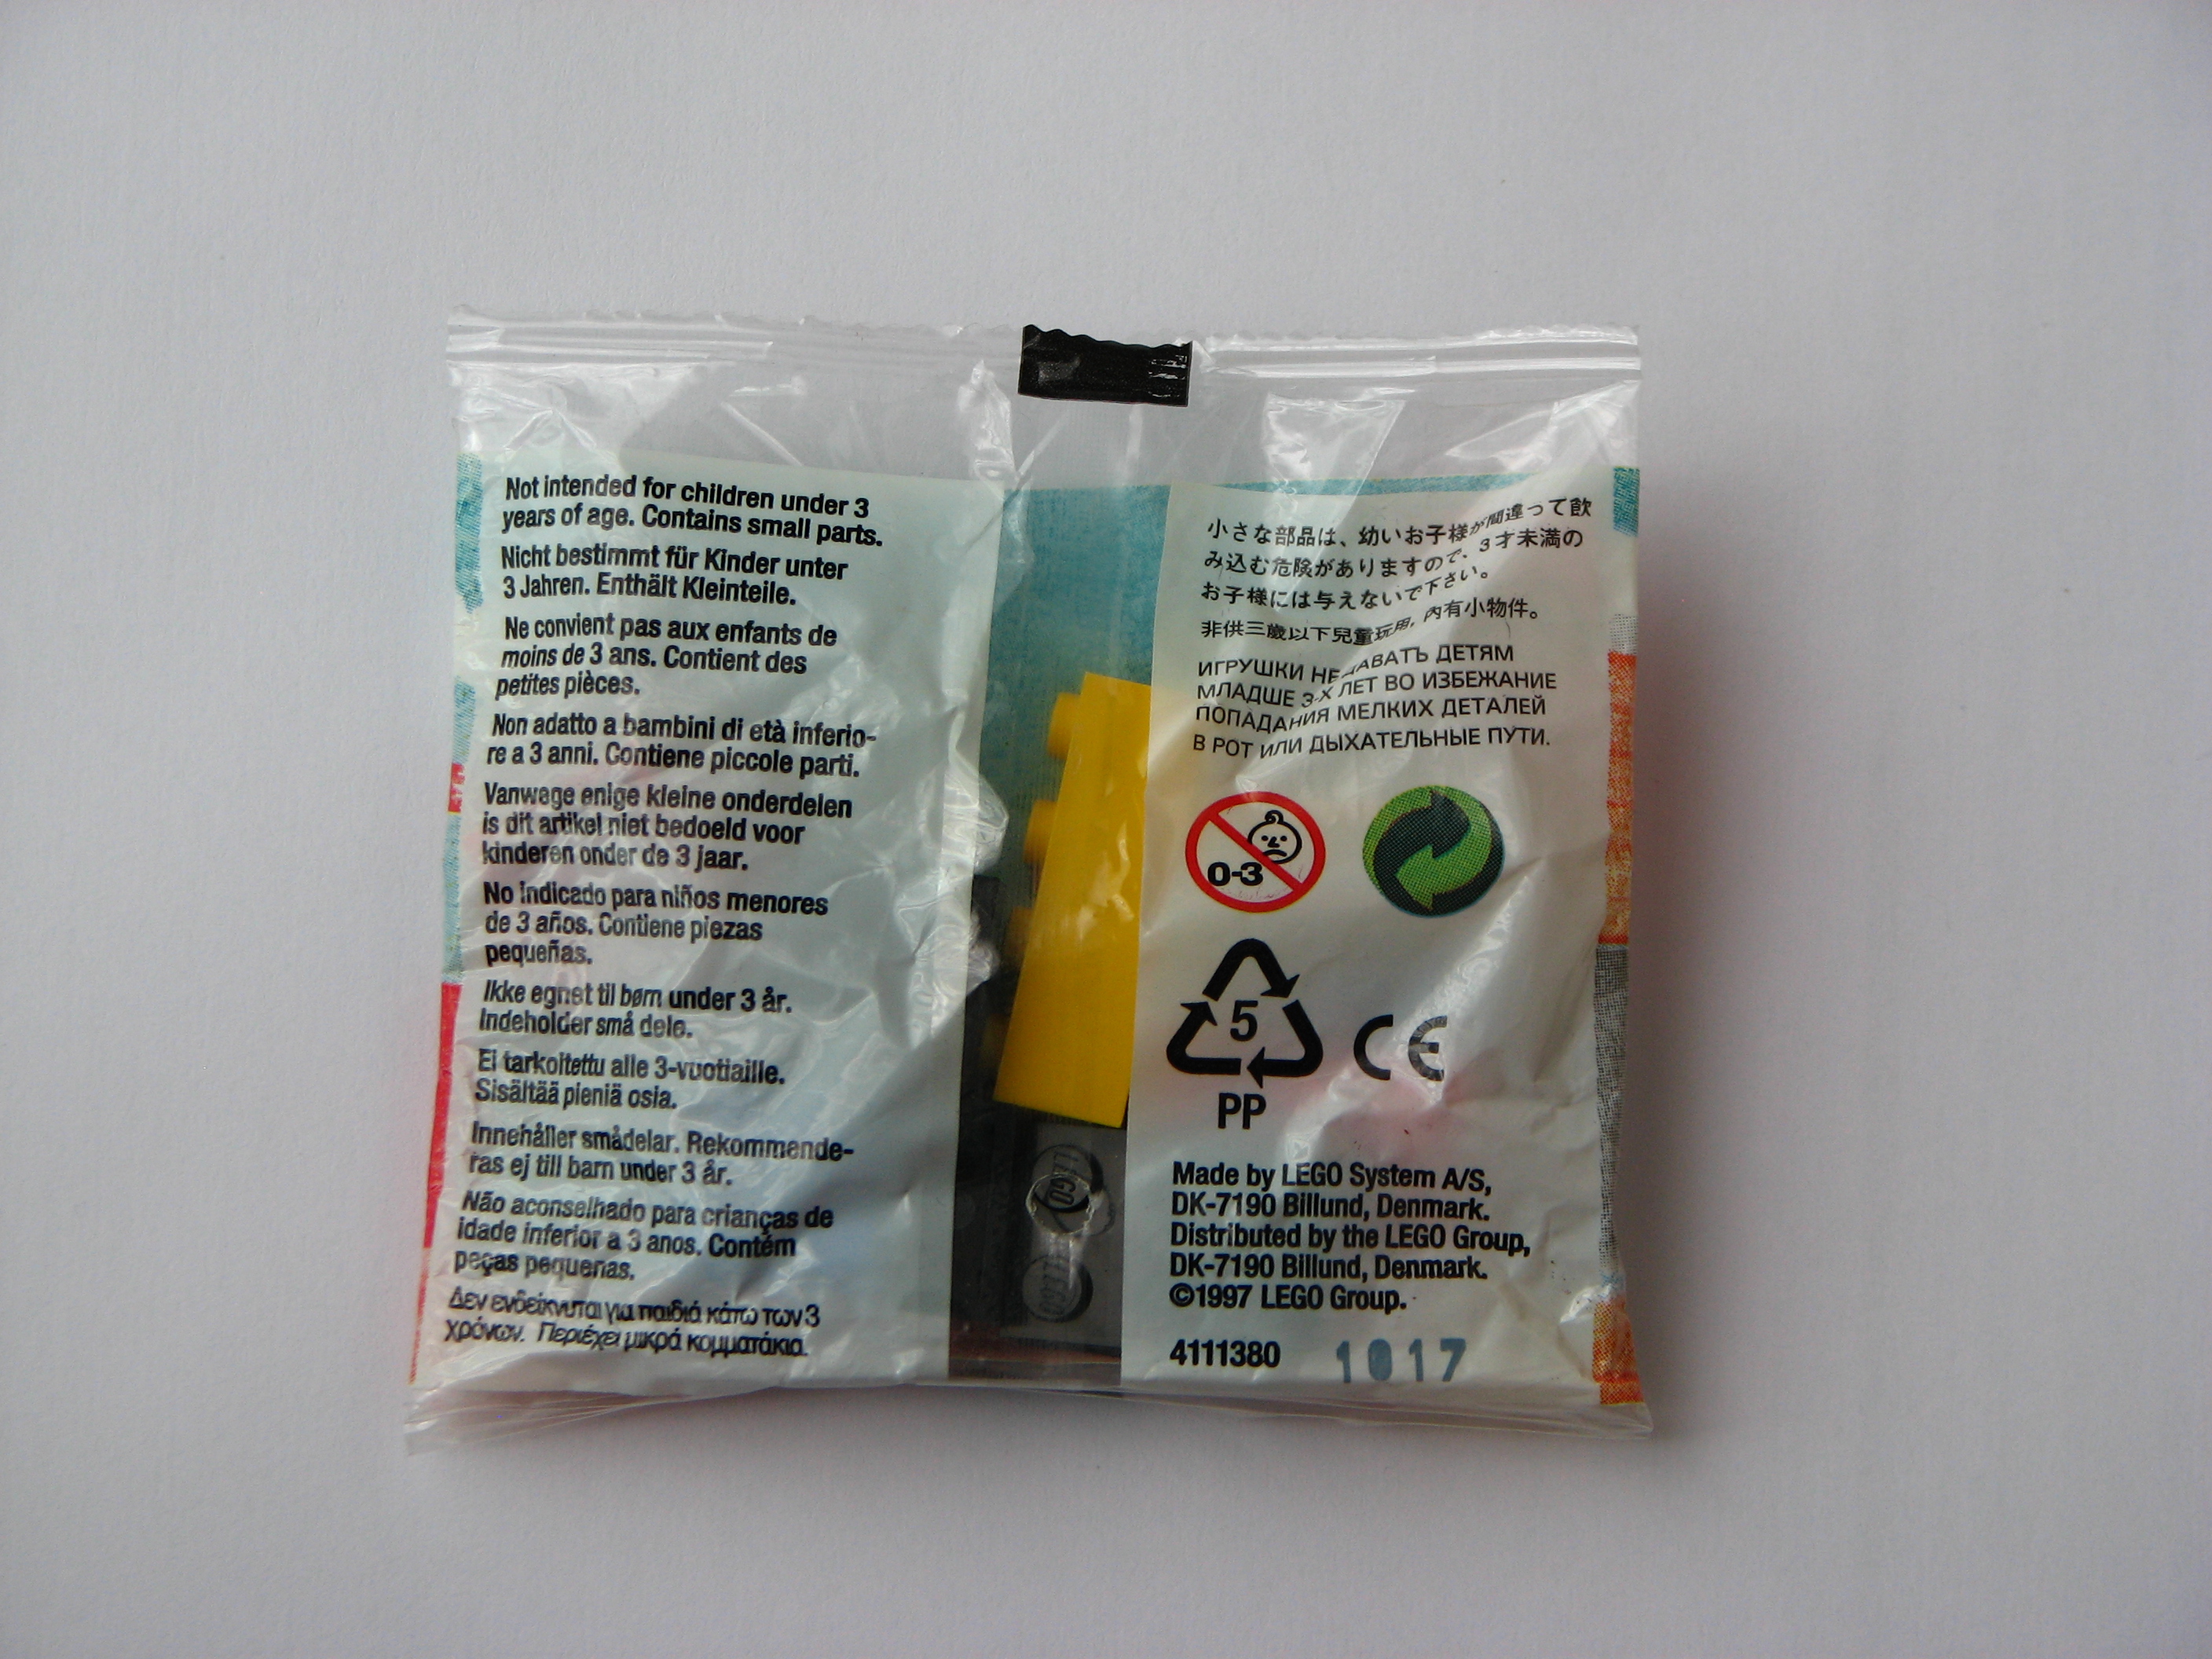 Not intended for children under 3
years of age. Contains small parts.
Nicht bestimmt für Kinder unter
3 Jahren. Enthält Kleinteile.
Ne convient pas aux enfants de
moins de 3 ans. Contient des
petites pièces.
Non adatto a bambini di età inferio-
re a 3 anni. Contiene piccole parti.
Vanwege enige kleine onderdelen
is dit artikel niet bedoeld voor
kinderen onder de 3 jaar.
No indicado para niños menores
de 3 años. Contiene piezas
pequeñas.
Ikke egnet til børn under 3 år.
Indeholder små dele.
Ei tarkoitettu alle 3-vuotiaille.
Sisältää pieniä osia.
Innehåller smådelar. Rekommende-
ras ej till barn under 3 år.
Não aconselhado para crianças de
idade inferior a 3 anos. Contém
peças pequenas.
Δεν ενδείκνυται για παιδιά κάτω των 3
χρόνων. Περιέχει μικρά κομματάκια.
LEGO
LEGO
小さな部品は、幼いお子様が間違って飲
み込む危険がありますので、3才未満の
お子様には与えないで下さい。
非供三歲以下兒童玩用, 內有小物件。
ИГРУШКИ НЕ ДАВАТЬ ДЕТЯМ
МЛАДШЕ 3-Х ЛЕТ ВО ИЗБЕЖАНИЕ
ПОПАДАНИЯ МЕЛКИХ ДЕТАЛЕЙ
В РОТ ИЛИ ДЫХАТЕЛЬНЫЕ ПУТИ.
0-3
5
PP
CE
Made by LEGO System A/S,
DK-7190 Billund, Denmark.
Distributed by the LEGO Group,
DK-7190 Billund, Denmark.
©1997 LEGO Group.
4111380 1017